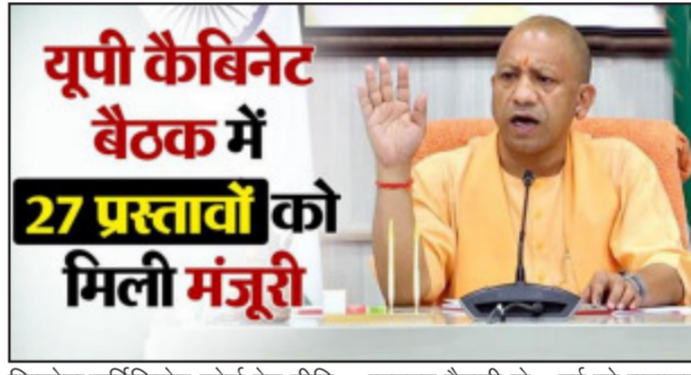 यूपी कैबिनेट
बैठक में
27 प्रस्तावों को
मिली मंजूरी